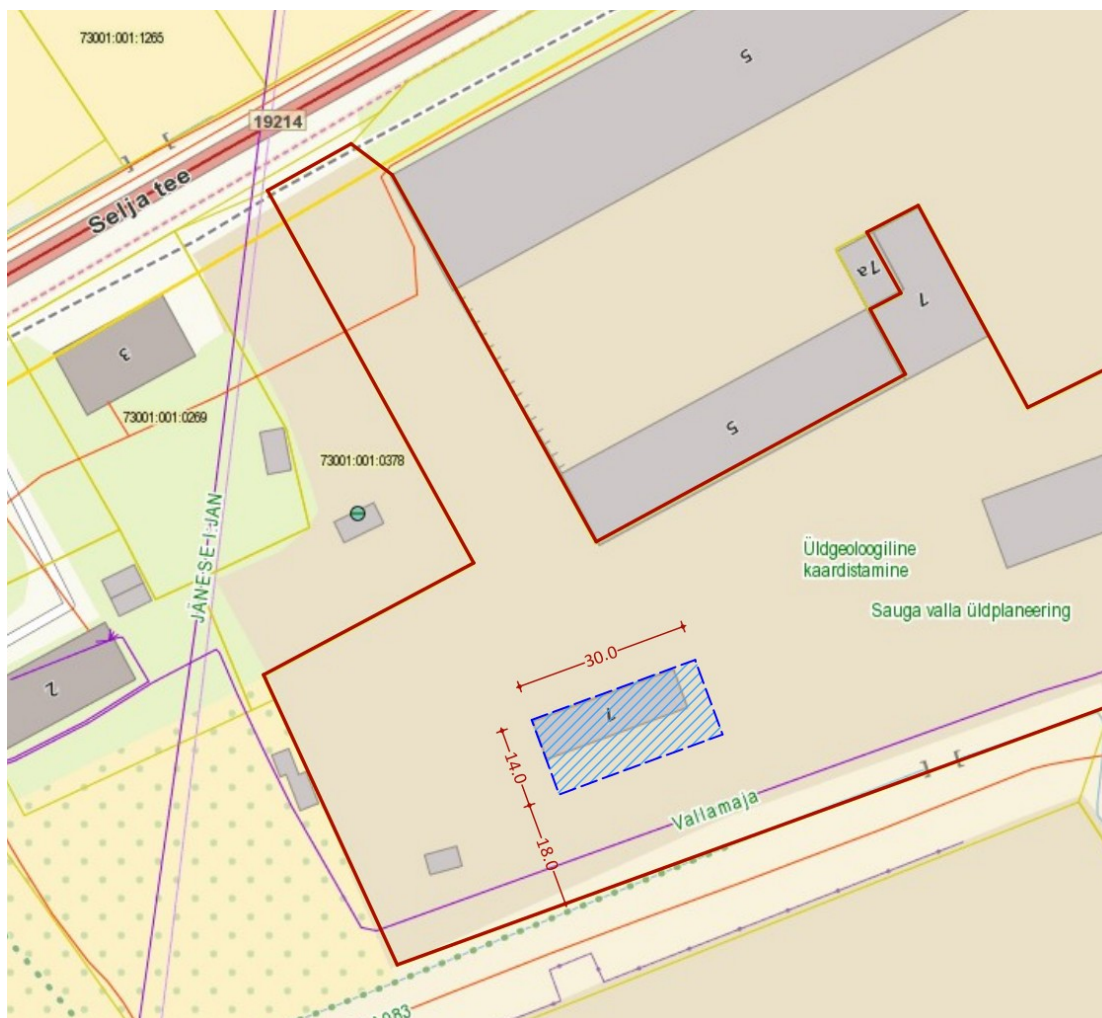 73001:001:1265
19214
Selja tee
5
7a
7
3
73001:001:0269
5
73001:001:0378
JÄNESE I:JAN
Üldgeoloogiline
kaardistamine
Sauga valla üldplaneering
30.0
2
7
14.0
Vallamaja
18.0